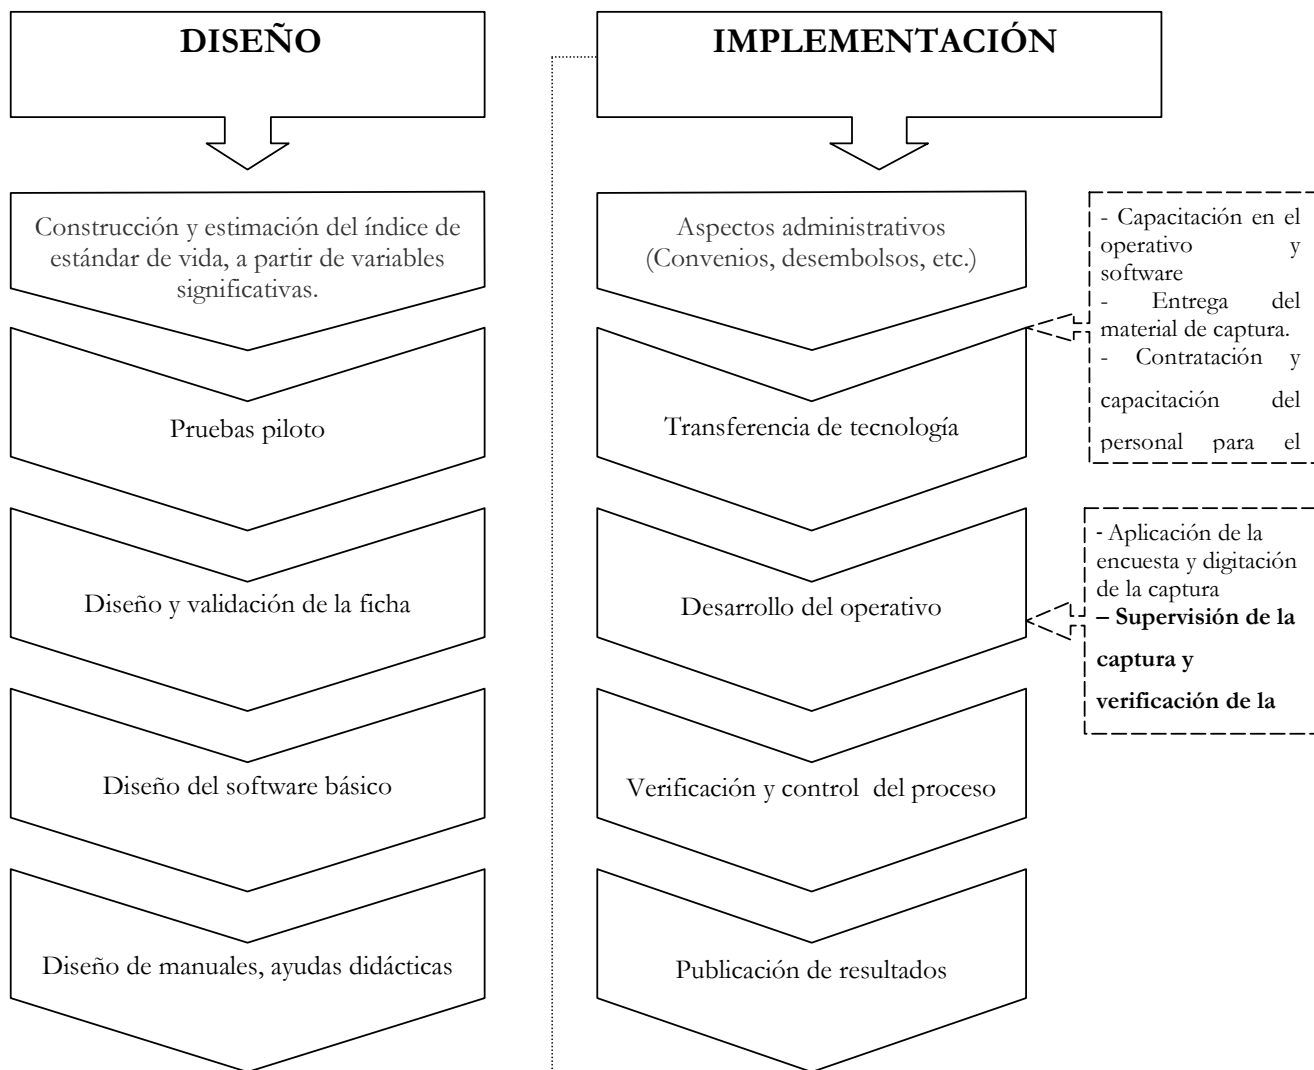 DISEÑO
Construcción y estimación del índice de
estándar de vida, a partir de variables
significativas.
Pruebas piloto
Diseño y validación de la ficha
Diseño del software básico
Diseño de manuales, ayudas didácticas
IMPLEMENTACIÓN
Aspectos administrativos
(Convenios, desembolsos, etc.)
Transferencia de tecnología
Desarrollo del operativo
Verificación y control del proceso
Publicación de resultados
- Capacitación en el
operativo y
software
- Entrega del
material de captura.
- Contratación y
capacitación del
personal para el
- Aplicación de la
encuesta y digitación
de la captura
– Supervisión de la
captura y
verificación de la